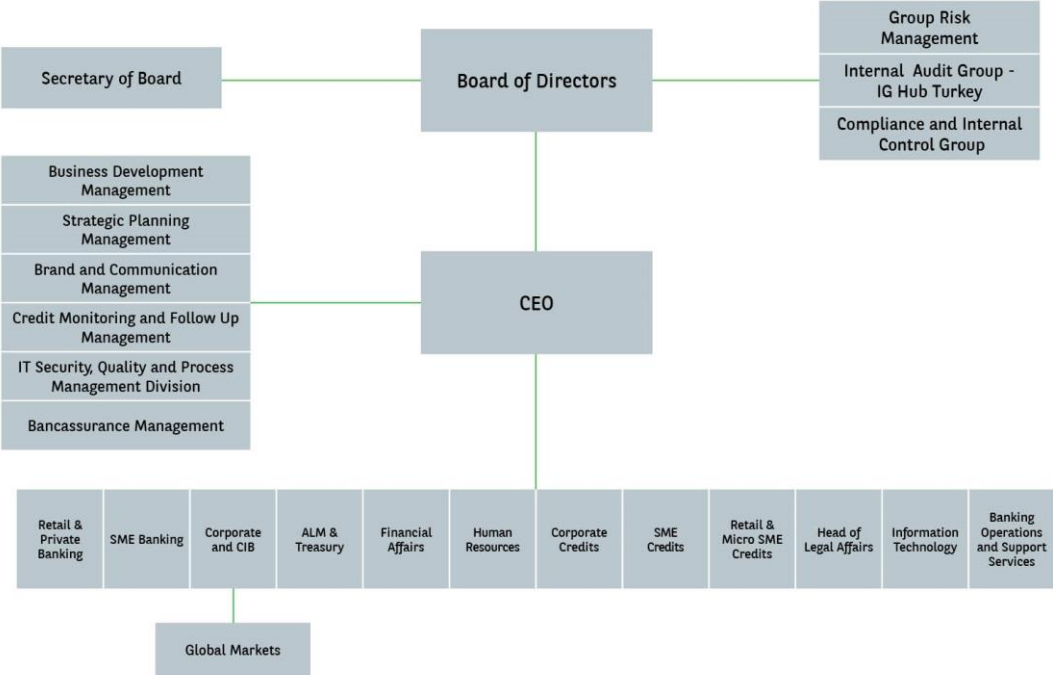 Group Risk
Management
Secretary of Board
Board of Directors
Internal Audit Group -
IG Hub Turkey
Compliance and Internal
Control Group
Business Development
Management
Strategic Planning
Management
Brand and Communication
Management
Credit Monitoring and Follow Up
Management
IT Security, Quality and Process
Management Division
Bancassurance Management
CEO
Retail &
Private
Banking
SME Banking
Corporate
and CIB
ALM &
Treasury
Financial
Affairs
Human
Resources
Corporate
Credits
SME
Credits
Retail &
Micro SME
Credits
Head of
Legal Affairs
Information
Technology
Banking
Operations
and Support
Services
Global Markets